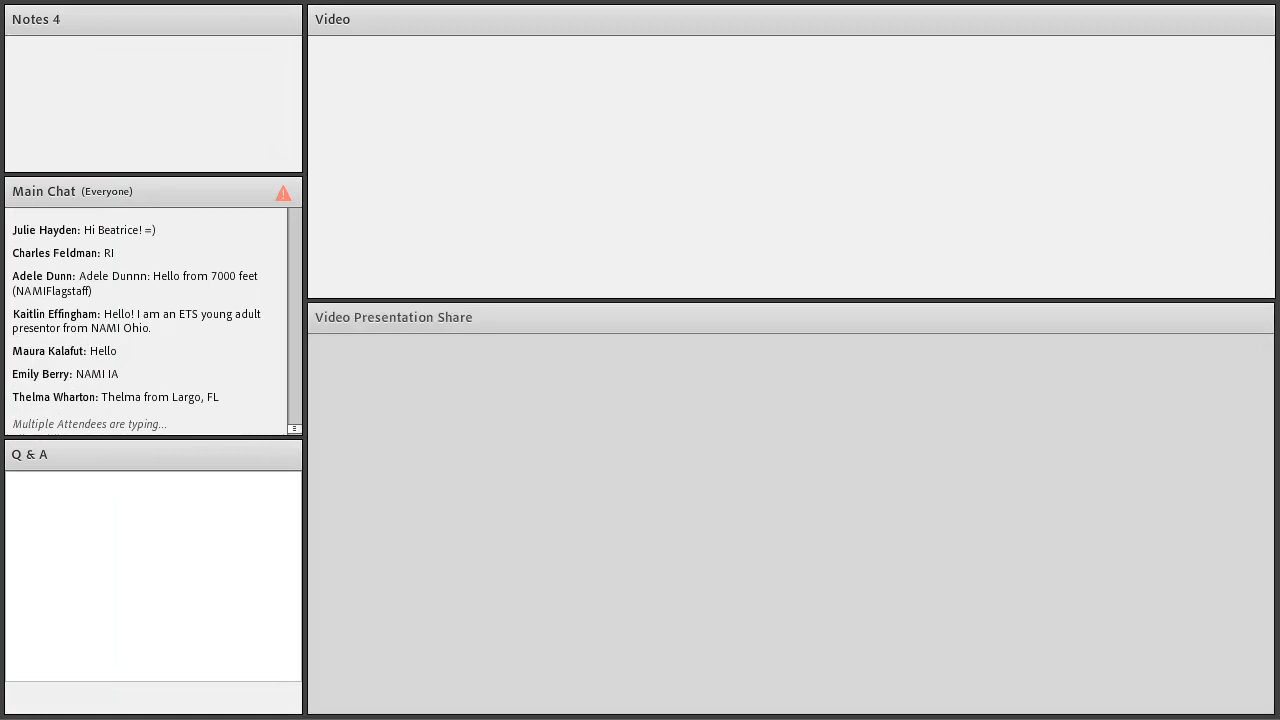 Notes 4
Video
Main Chat (Everyone)
Julie Hayden: Hi Beatrice! =)
Charles Feldman: RI
Adele Dunn: Adele Dunnn: Hello from 7000 feet
(NAMIFlagstaff)
Kaitlin Effingham: Hello! I am an ETS young adult
presentor from NAMI Ohio.
Maura Kalafut: Hello
Emily Berry: NAMI IA
Thelma Wharton: Thelma from Largo, FL
Multiple Attendees are typing...
Video Presentation Share
Q & A